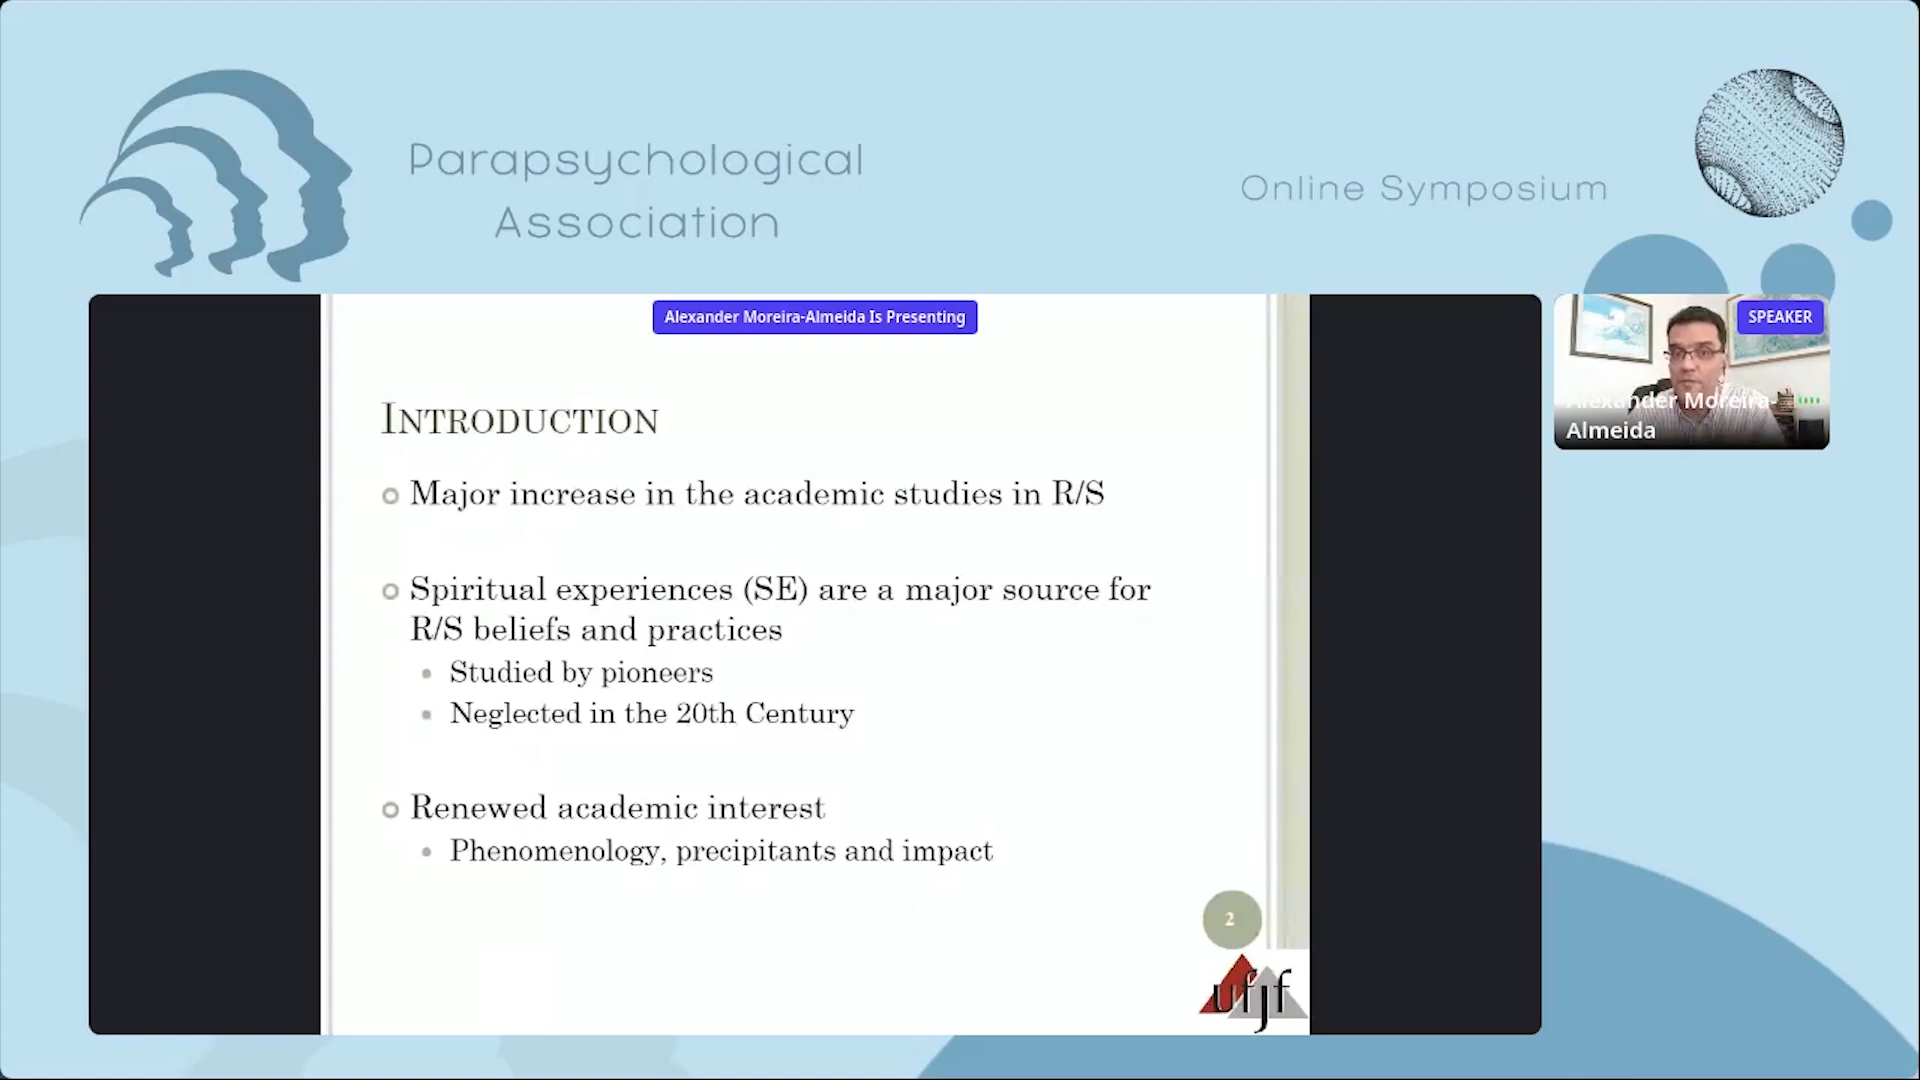 Parapsychological
Association
Online Symposium
Alexander Moreira-Almeida Is Presenting
SPEAKER
Alexander Moreira-
Almeida
INTRODUCTION
Major increase in the academic studies in R/S
Spiritual experiences (SE) are a major source for
R/S beliefs and practices
Studied by pioneers
Neglected in the 20th Century
Renewed academic interest
Phenomenology, precipitants and impact
2
ufjf